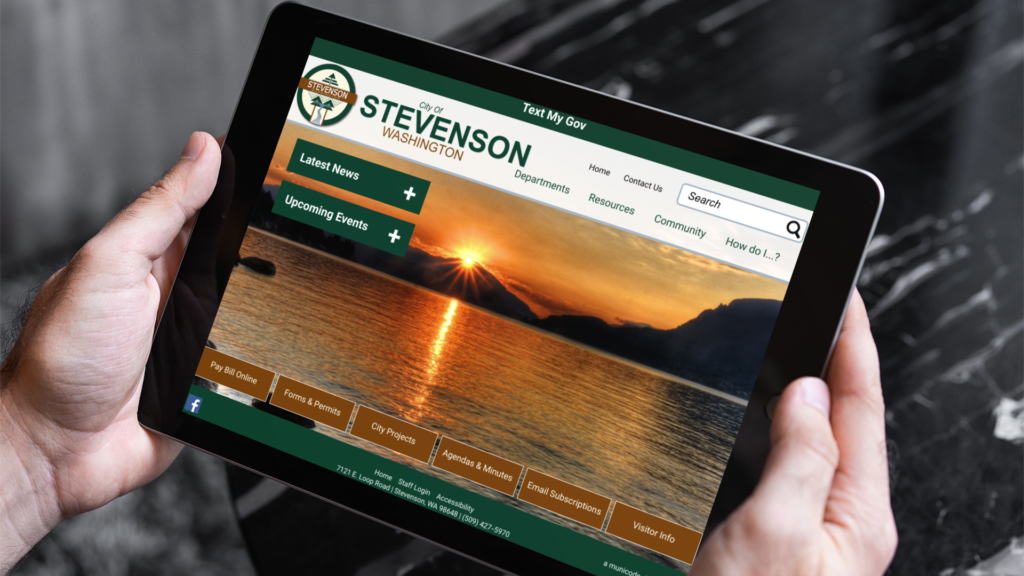 Text My Gov
STEVENSON
City Of
STEVENSON
WASHINGTON
Home
Contact Us
Search
Departments
Resources
Community
How do I...?
Latest News +
Upcoming Events +
Pay Bill Online
Forms & Permits
City Projects
Agendas & Minutes
Email Subscriptions
Visitor Info
f
Home Staff Login Accessibility
7121 E. Loop Road | Stevenson, WA 98648 | (509) 427-5970
a municode